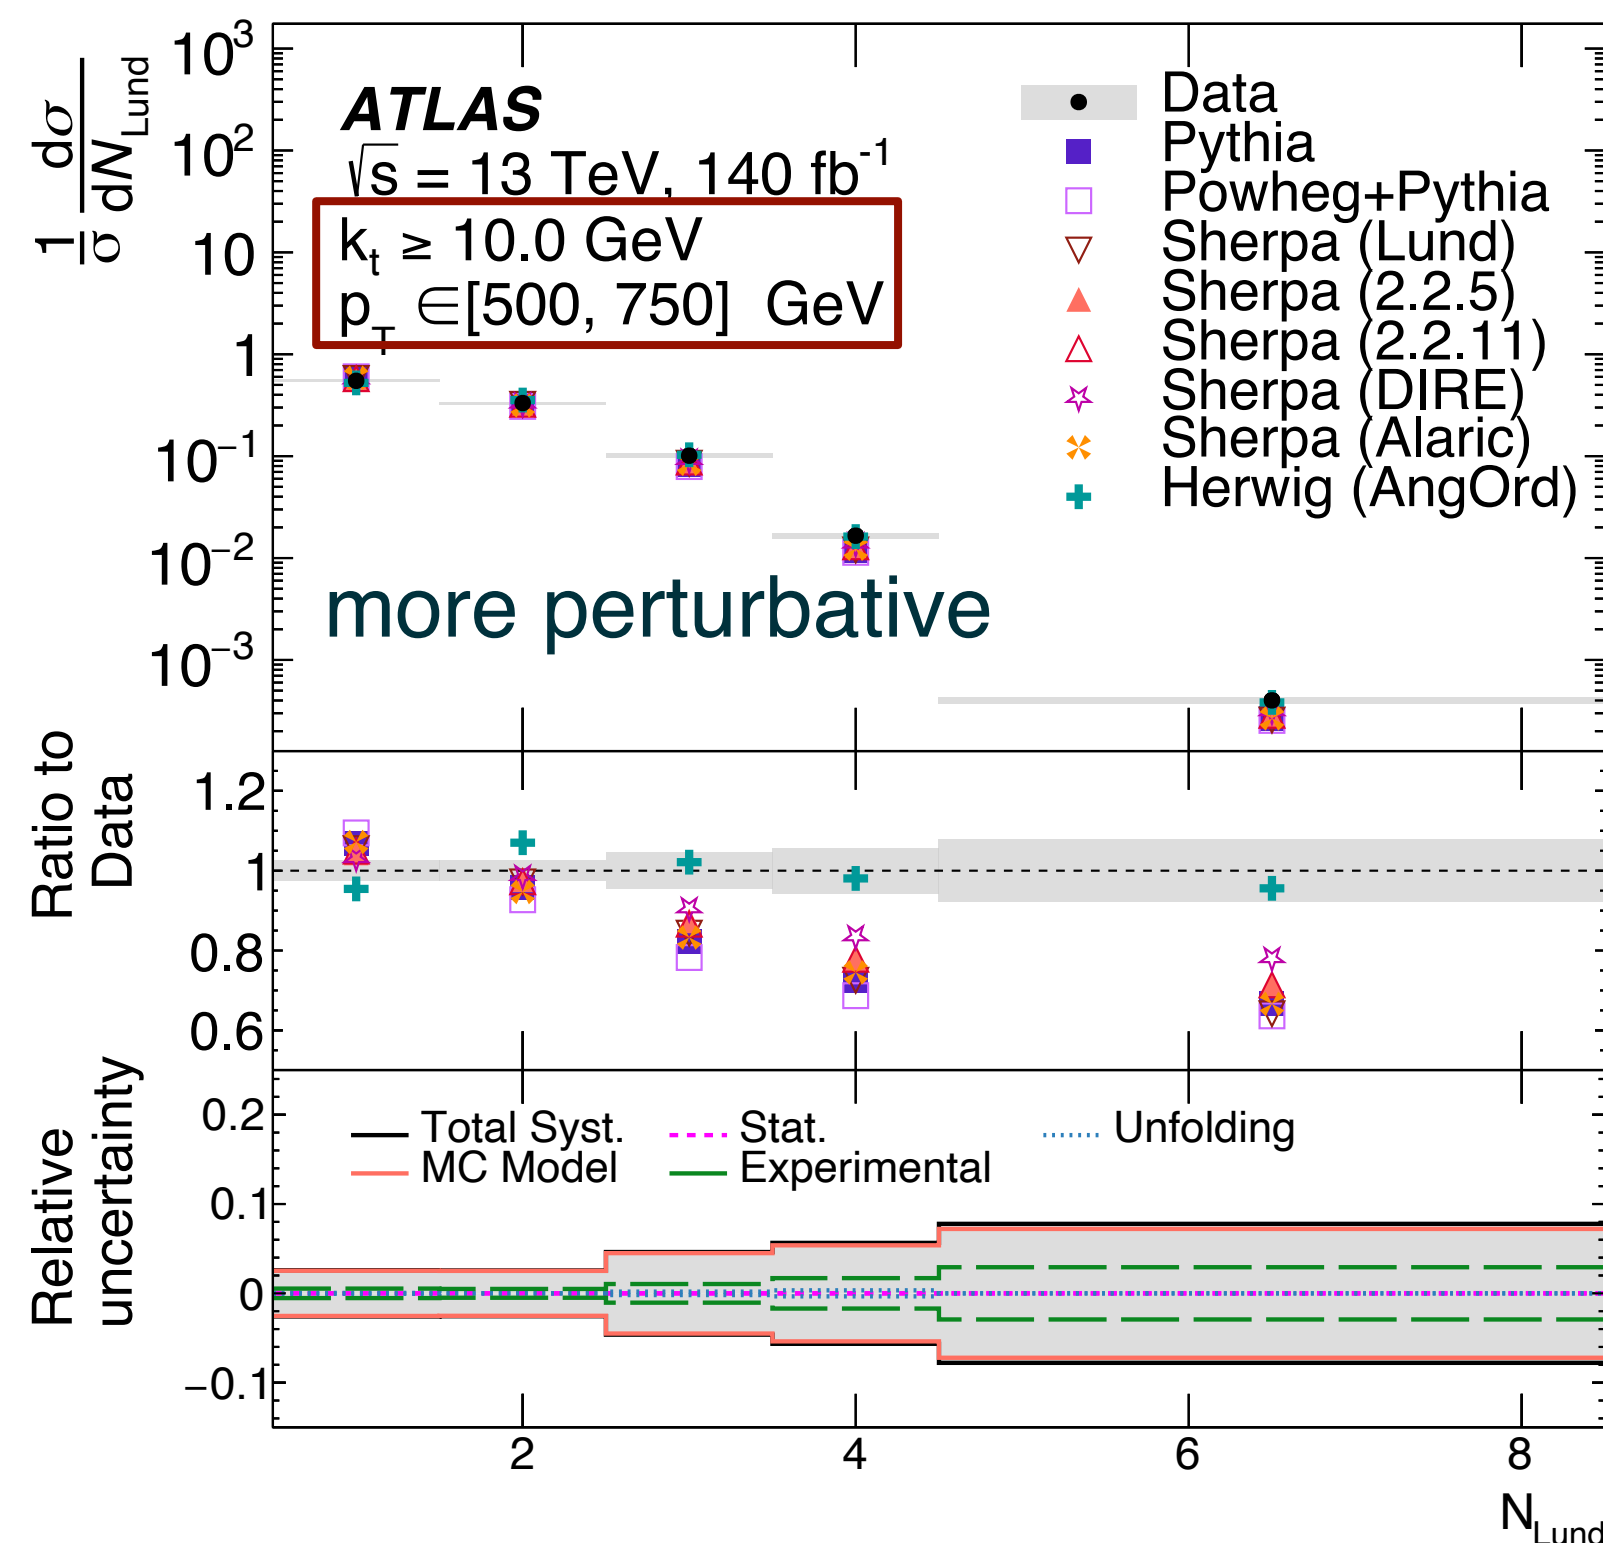 1/σ dσ/dN_Lund
10³
10²
10
1
10⁻¹
10⁻²
10⁻³
ATLAS
√s = 13 TeV, 140 fb⁻¹
k_t ≥ 10.0 GeV
p_T ∈[500, 750] GeV
more perturbative
Data
Pythia
Powheg+Pythia
Sherpa (Lund)
Sherpa (2.2.5)
Sherpa (2.2.11)
Sherpa (DIRE)
Sherpa (Alaric)
Herwig (AngOrd)
Ratio to
Data
1.2
1
0.8
0.6
Relative
uncertainty
0.2
0.1
0
−0.1
Total Syst.
Stat.
Unfolding
MC Model
Experimental
2
4
6
8
N_Lund